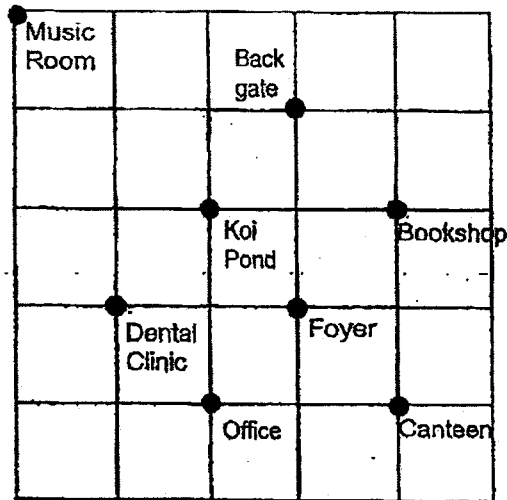 Music
Room
Back
gate
Koi
Pond
Bookshop
Dental
Clinic
Foyer
Office
Canteen